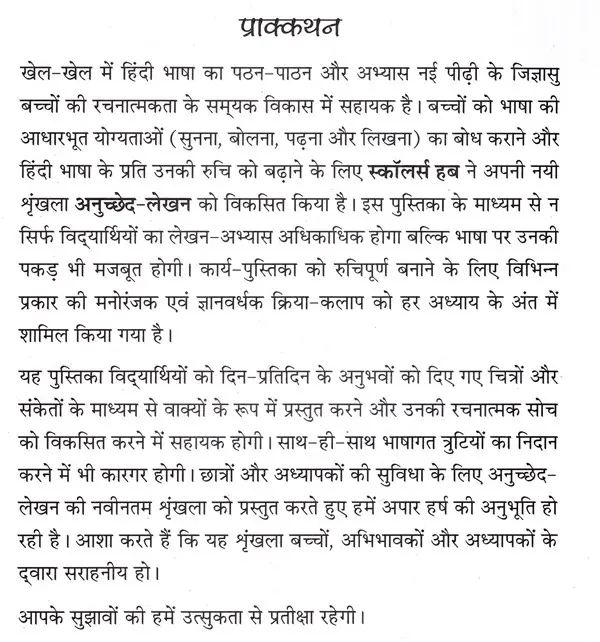 प्राक्कथन
खेल-खेल में हिंदी भाषा का पठन-पाठन और अभ्यास नई पीढ़ी के जिज्ञासु
बच्चों की रचनात्मकता के सम्‌यक विकास में सहायक है। बच्चों को भाषा की
आधारभूत योग्यताओं (सुनना, बोलना, पढ़ना और लिखना) का बोध कराने और
हिंदी भाषा के प्रति उनकी रुचि को बढ़ाने के लिए स्कॉलर्स हब ने अपनी नयी
शृंखला अनुच्छेद-लेखन को विकसित किया है। इस पुस्तिका के माध्यम से न
सिर्फ विद्‌यार्थियों का लेखन-अभ्यास अधिकाधिक होगा बल्कि भाषा पर उनकी
पकड़ भी मजबूत होगी। कार्य-पुस्तिका को रुचिपूर्ण बनाने के लिए विभिन्न
प्रकार की मनोरंजक एवं ज्ञानवर्धक क्रिया-कलाप को हर अध्याय के अंत में
शामिल किया गया है।
यह पुस्तिका विद्‌यार्थियों को दिन-प्रतिदिन के अनुभवों को दिए गए चित्रों और
संकेतों के माध्यम से वाक्यों के रूप में प्रस्तुत करने और उनकी रचनात्मक सोच
को विकसित करने में सहायक होगी। साथ-ही-साथ भाषागत त्रुटियों का निदान
करने में भी कारगर होगी। छात्रों और अध्यापकों की सुविधा के लिए अनुच्छेद-
लेखन की नवीनतम शृंखला को प्रस्तुत करते हुए हमें अपार हर्ष की अनुभूति हो
रही है। आशा करते हैं कि यह शृंखला बच्चों, अभिभावकों और अध्यापकों के
द्‌वारा सराहनीय हो।
आपके सुझावों की हमें उत्सुकता से प्रतीक्षा रहेगी।